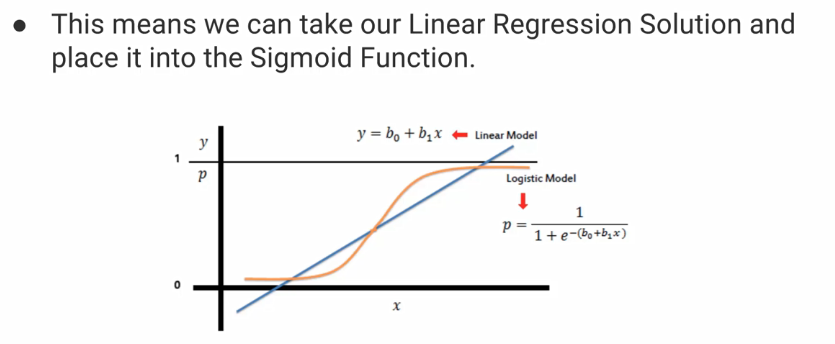 ● This means we can take our Linear Regression Solution and
place it into the Sigmoid Function.
y = b₀ + b₁x Linear Model
y
1
p
Logistic Model
p = 1 / (1 + e^−(b₀+b₁x))
0
x